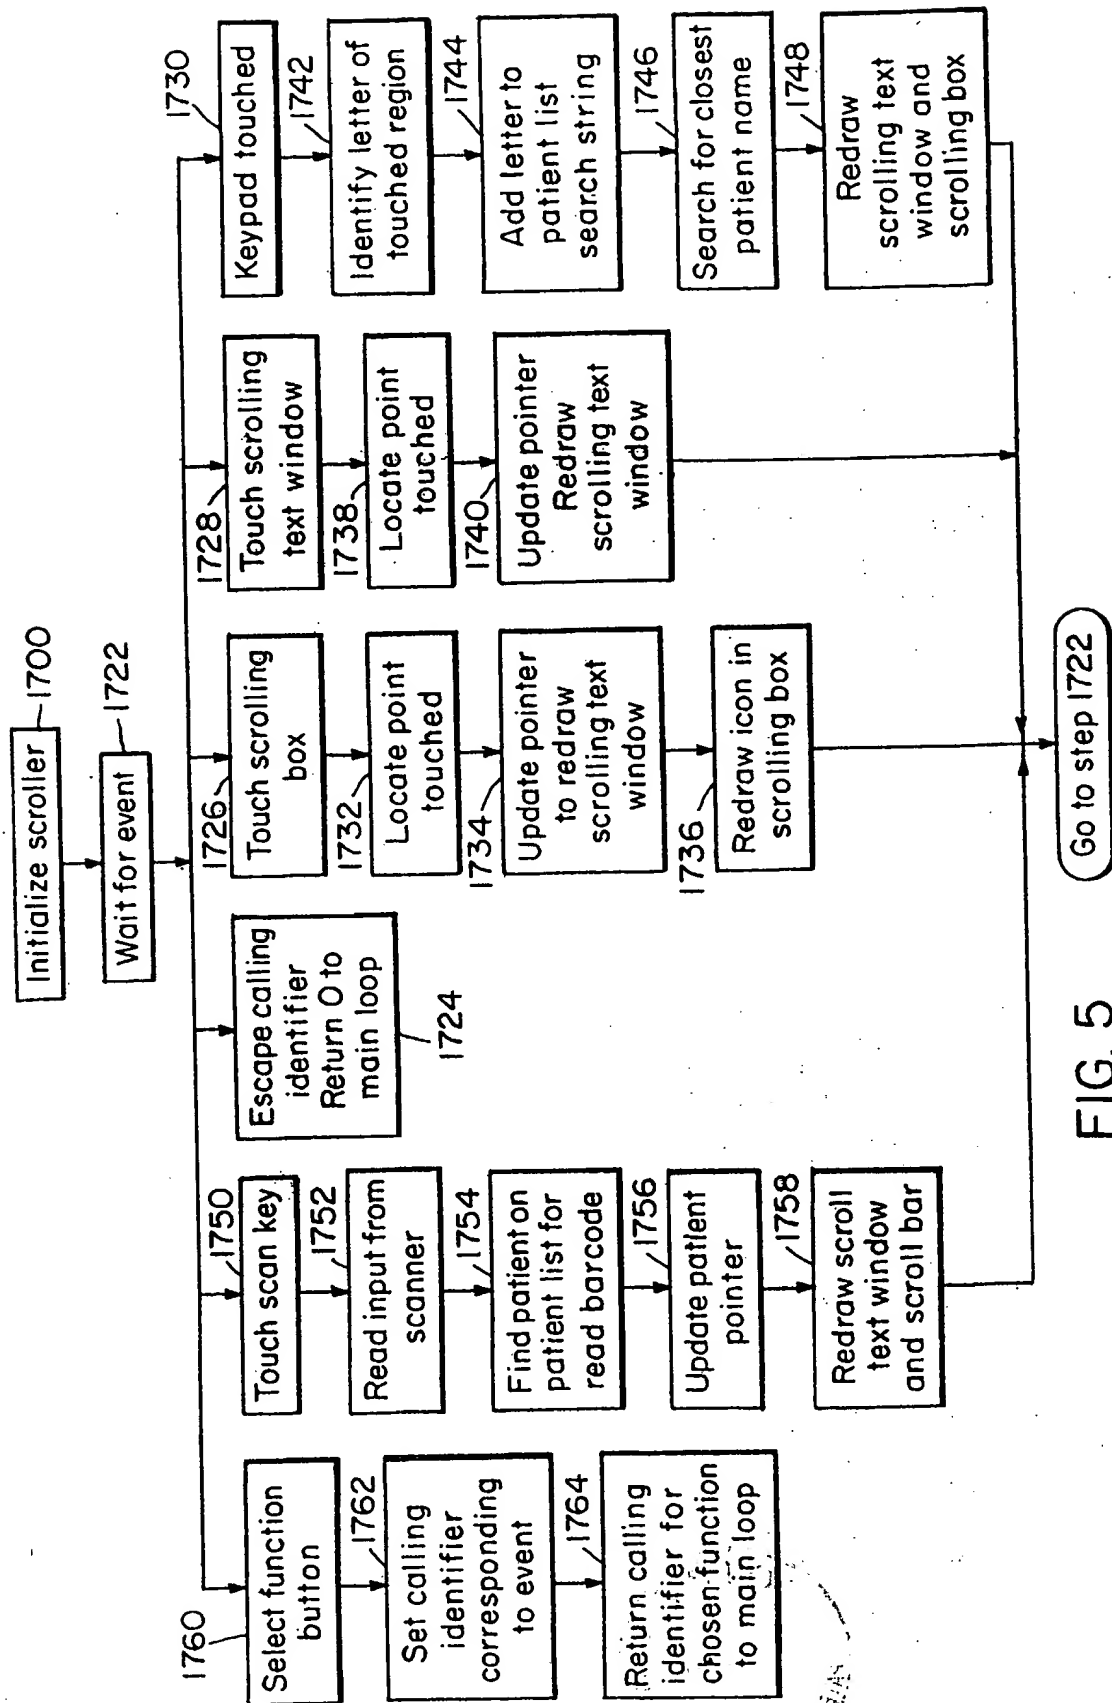 Initialize scroller
1700
Wait for event
1722
1760
Select function
button
1762
Set calling
identifier
corresponding
to event
1764
Return calling
identifier for
chosen function
to main loop
1750
Touch scan key
1752
Read input from
scanner
1754
Find patient on
patient list for
read barcode
1756
Update patient
pointer
1758
Redraw scroll
text window
and scroll bar
Escape calling
identifier
Return 0 to
main loop
1724
1726
Touch scrolling
box
1732
Locate point
touched
1734
Update pointer
to redraw
scrolling text
window
1736
Redraw icon in
scrolling box
1728
Touch scrolling
text window
1738
Locate point
touched
1740
Update pointer
Redraw
scrolling text
window
1730
Keypad touched
1742
Identify letter of
touched region
1744
Add letter to
patient list
search string
1746
Search for closest
patient name
1748
Redraw
scrolling text
window and
scrolling box
Go to step 1722
FIG. 5